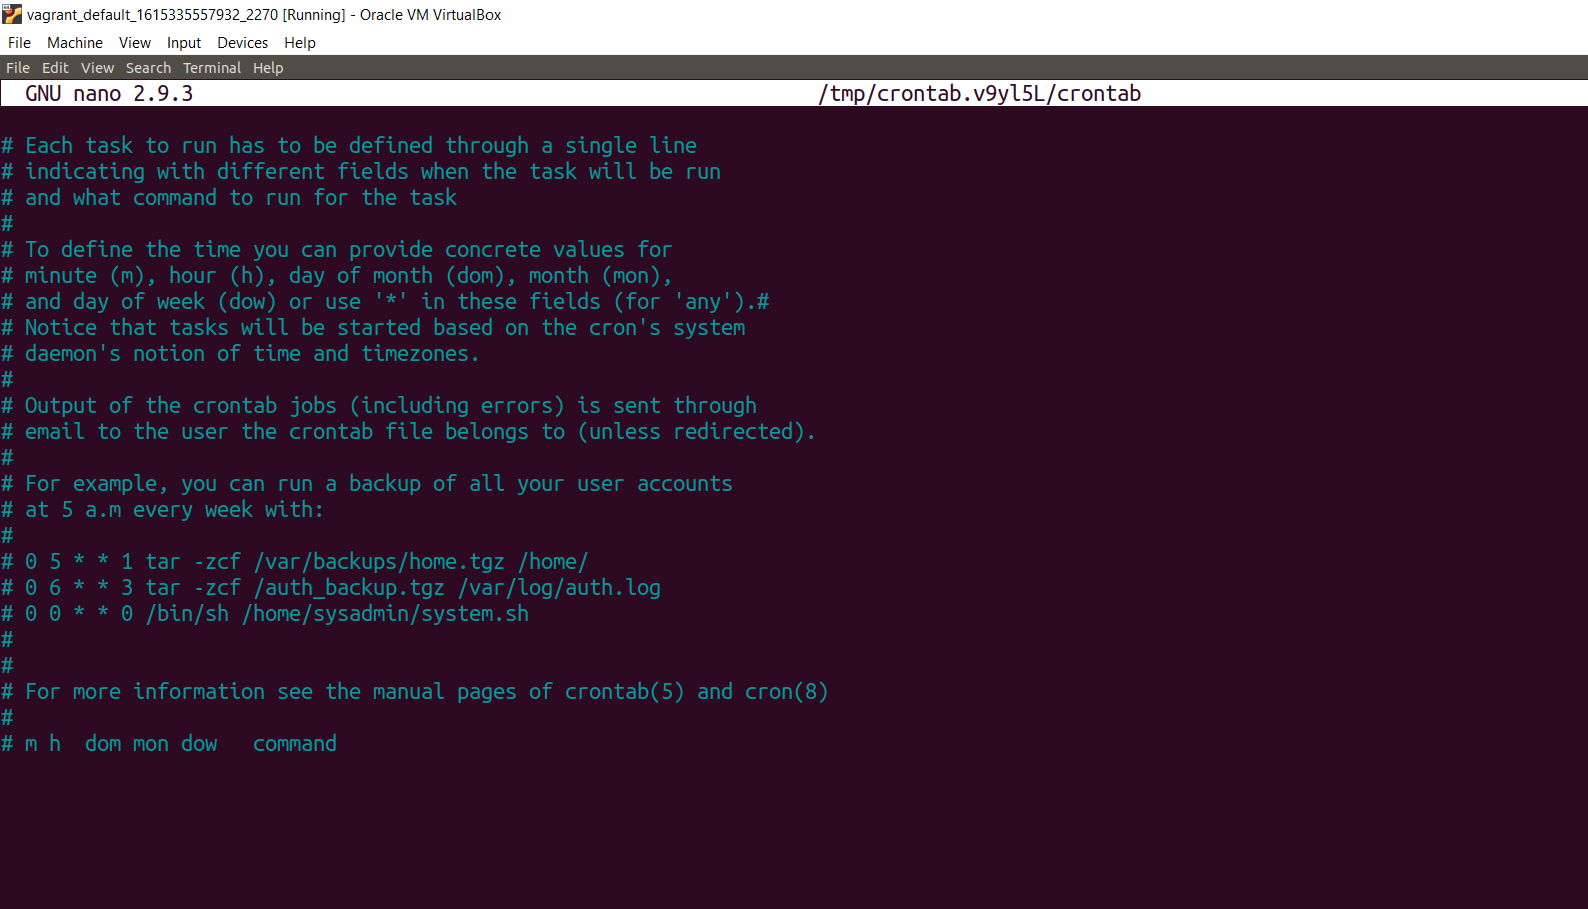 vagrant_default_1615335557932_2270 [Running] - Oracle VM VirtualBox
File Machine View Input Devices Help
File Edit View Search Terminal Help
GNU nano 2.9.3 /tmp/crontab.v9yl5L/crontab
# Each task to run has to be defined through a single line
# indicating with different fields when the task will be run
# and what command to run for the task
#
# To define the time you can provide concrete values for
# minute (m), hour (h), day of month (dom), month (mon),
# and day of week (dow) or use '*' in these fields (for 'any').#
# Notice that tasks will be started based on the cron's system
# daemon's notion of time and timezones.
#
# Output of the crontab jobs (including errors) is sent through
# email to the user the crontab file belongs to (unless redirected).
#
# For example, you can run a backup of all your user accounts
# at 5 a.m every week with:
#
# 0 5 * * 1 tar -zcf /var/backups/home.tgz /home/
# 0 6 * * 3 tar -zcf /auth_backup.tgz /var/log/auth.log
# 0 0 * * 0 /bin/sh /home/sysadmin/system.sh
#
#
# For more information see the manual pages of crontab(5) and cron(8)
#
# m h  dom mon dow   command